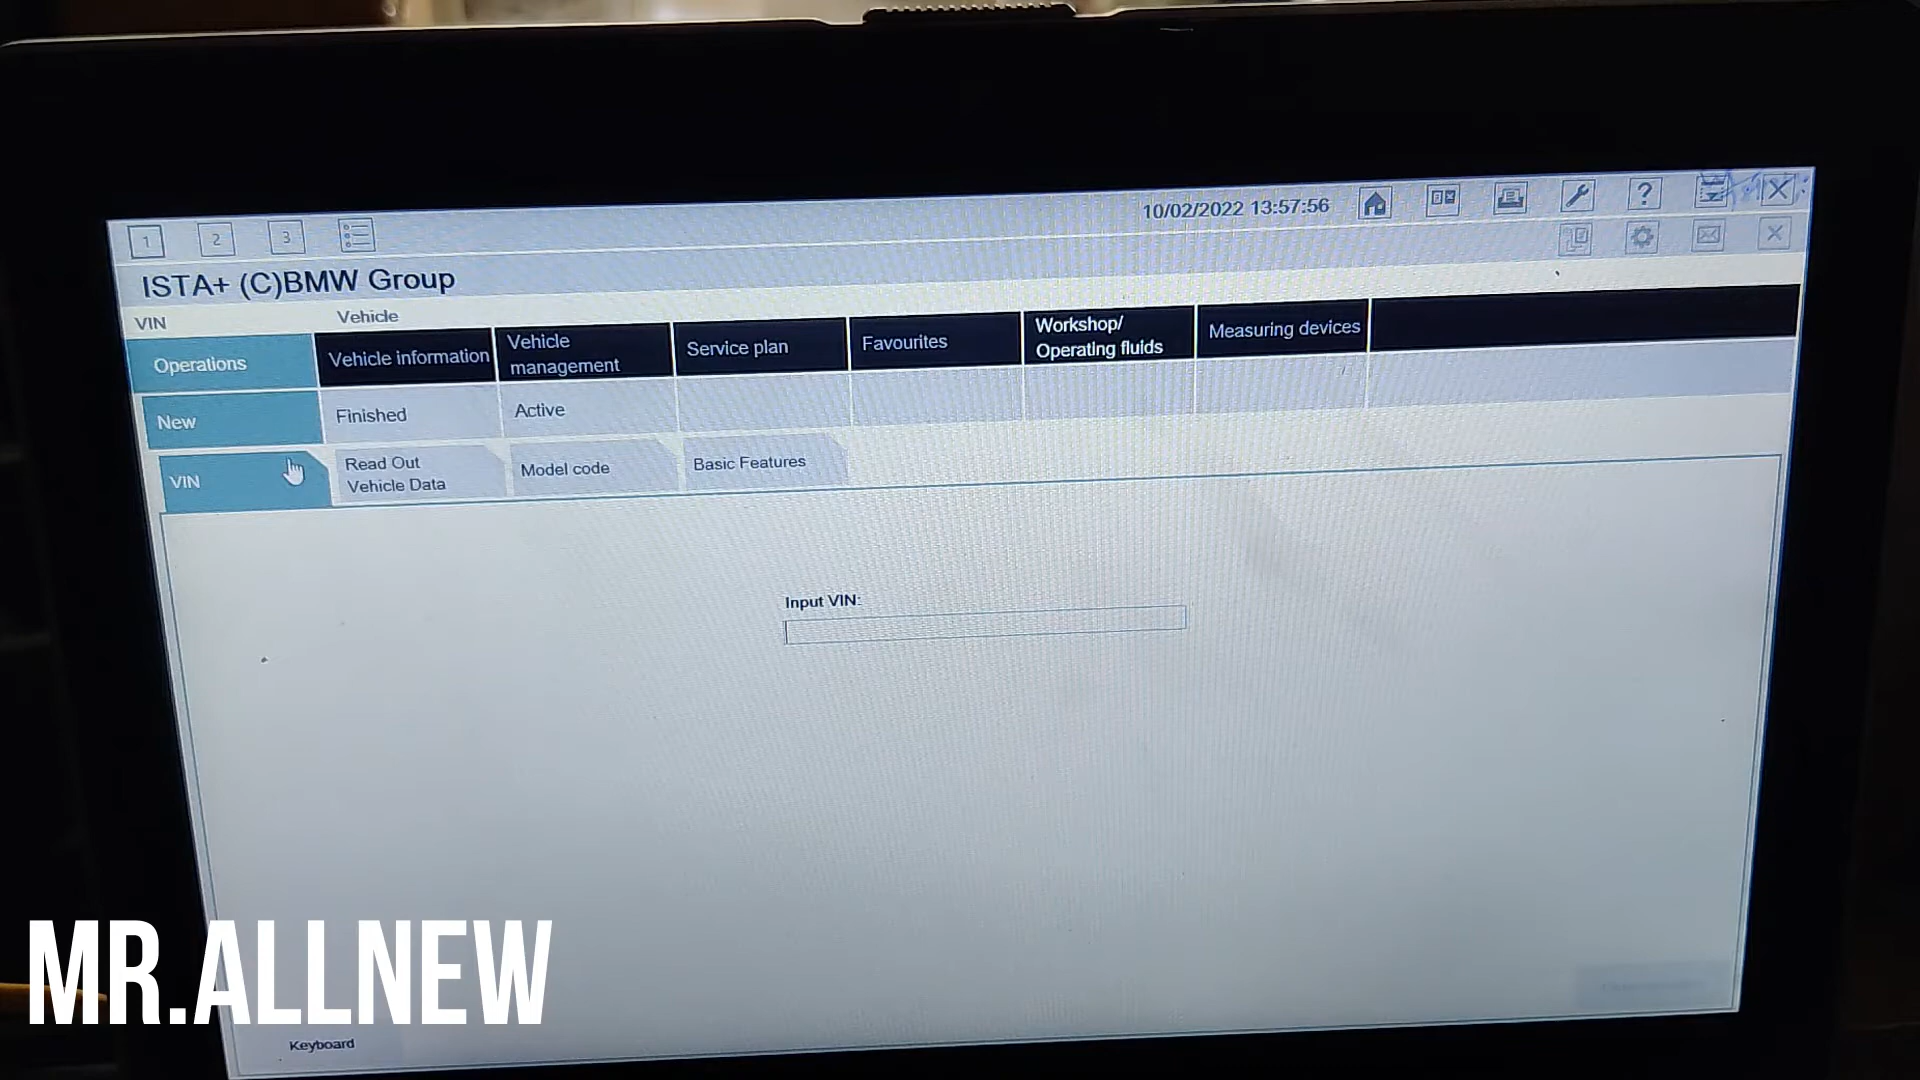 10/02/2022 13:57:56
1
2
3
?
ISTA+ (C)BMW Group
VIN
Vehicle
Operations
Vehicle information
Vehicle
management
Service plan
Favourites
Workshop/
Operating fluids
Measuring devices
New
Finished
Active
VIN
Read Out
Vehicle Data
Model code
Basic Features
Input VIN:
MR.ALLNEW
Keyboard